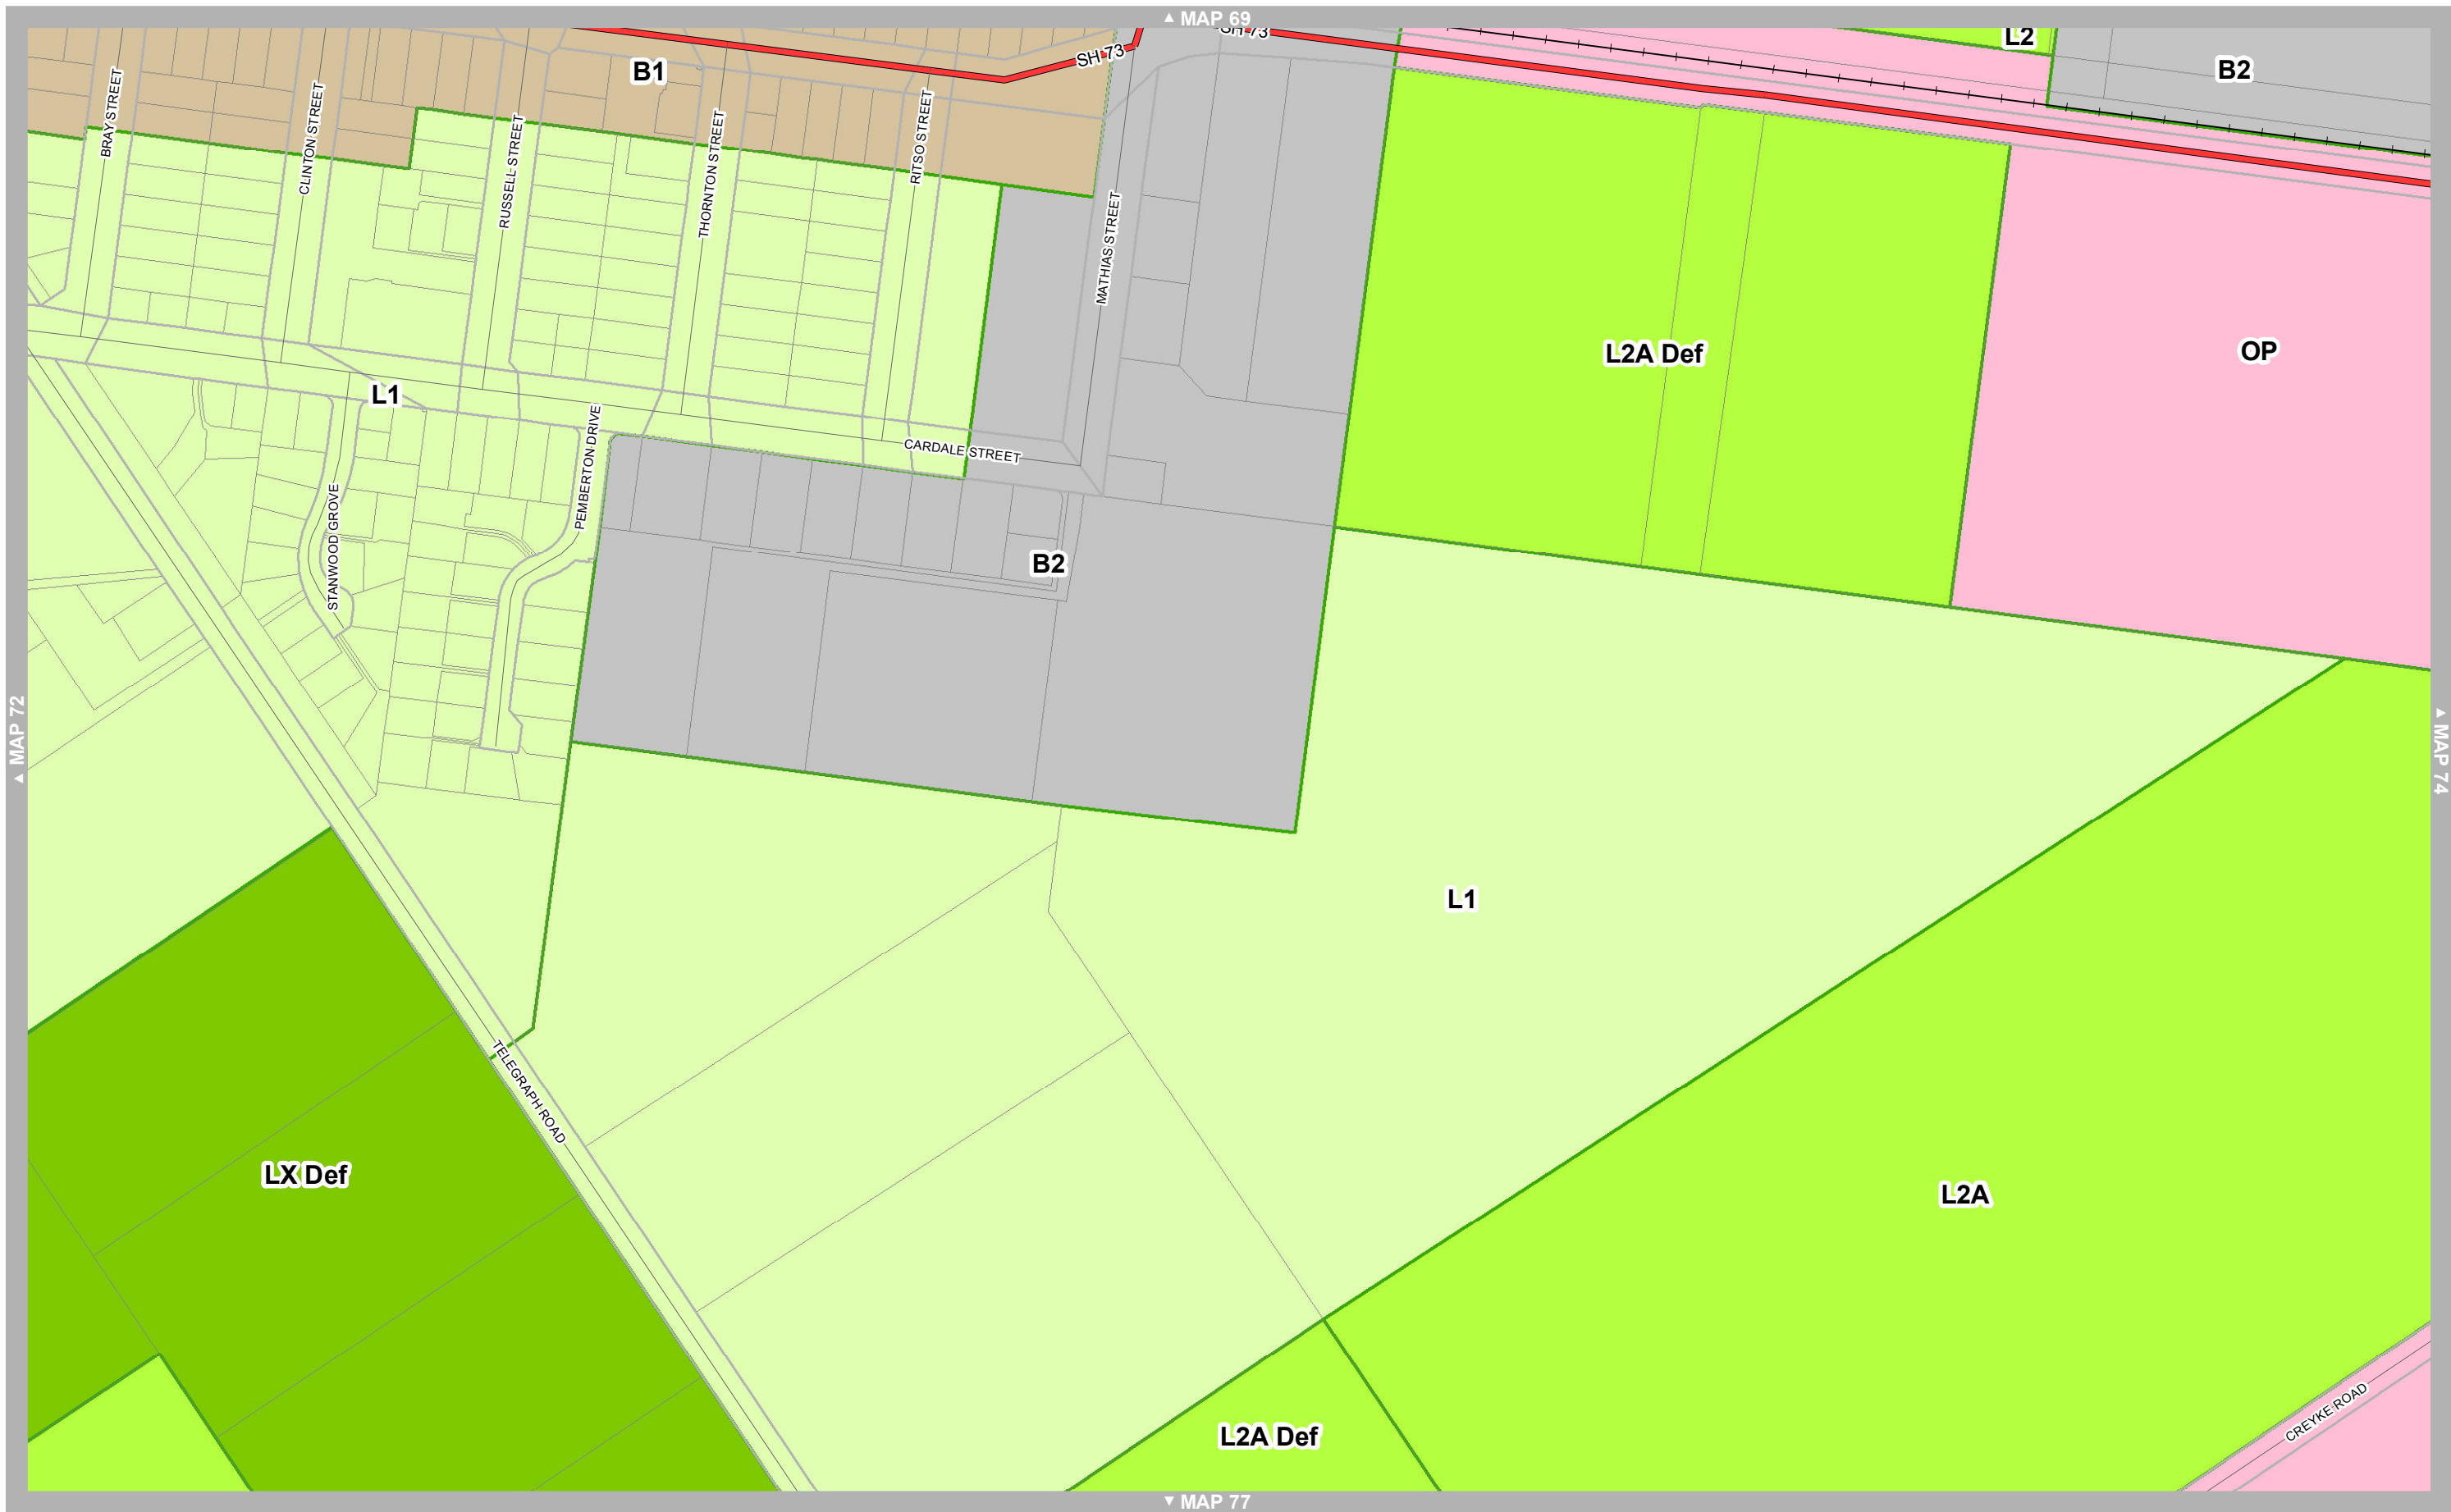 ▲ MAP 69
SH 73
SH 73
L2
B2
B1
BRAY STREET
CLINTON STREET
RUSSELL STREET
THORNTON STREET
RITSO STREET
MATHIAS STREET
L2A Def
OP
L1
CARDALE STREET
PEMBERTON DRIVE
STANWOOD GROVE
B2
▲ MAP 72
▲ MAP 74
L1
TELEGRAPH ROAD
LX Def
L2A
CREYKE ROAD
L2A Def
▼ MAP 77